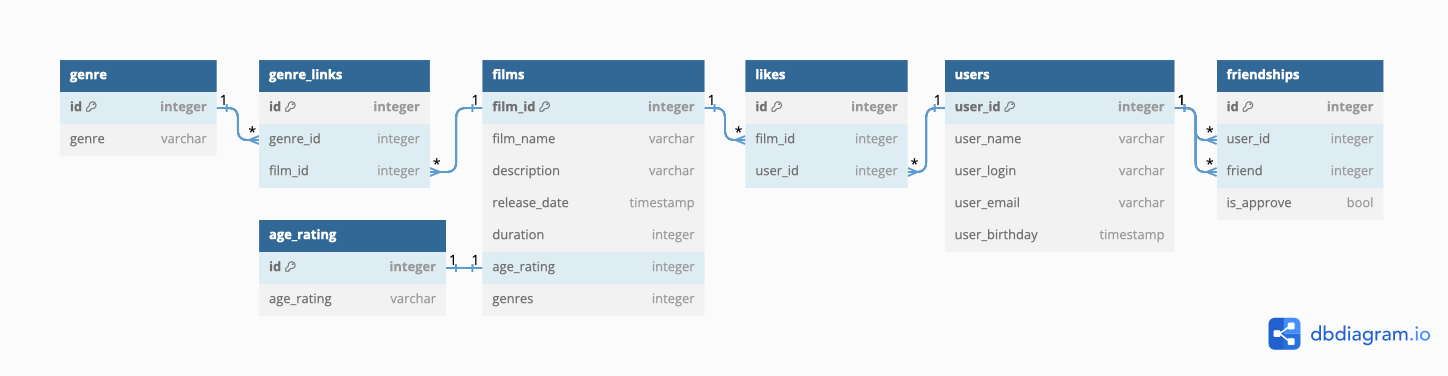 genre
id integer
genre varchar
genre_links
id integer
genre_id integer
film_id integer
films
film_id integer
film_name varchar
description varchar
release_date timestamp
duration integer
age_rating integer
genres integer
likes
id integer
film_id integer
user_id integer
users
user_id integer
user_name varchar
user_login varchar
user_email varchar
user_birthday timestamp
friendships
id integer
user_id integer
friend integer
is_approve bool
age_rating
id integer
age_rating varchar
1
*
1
*
1
*
1
*
1
*
*
1 1
dbdiagram.io